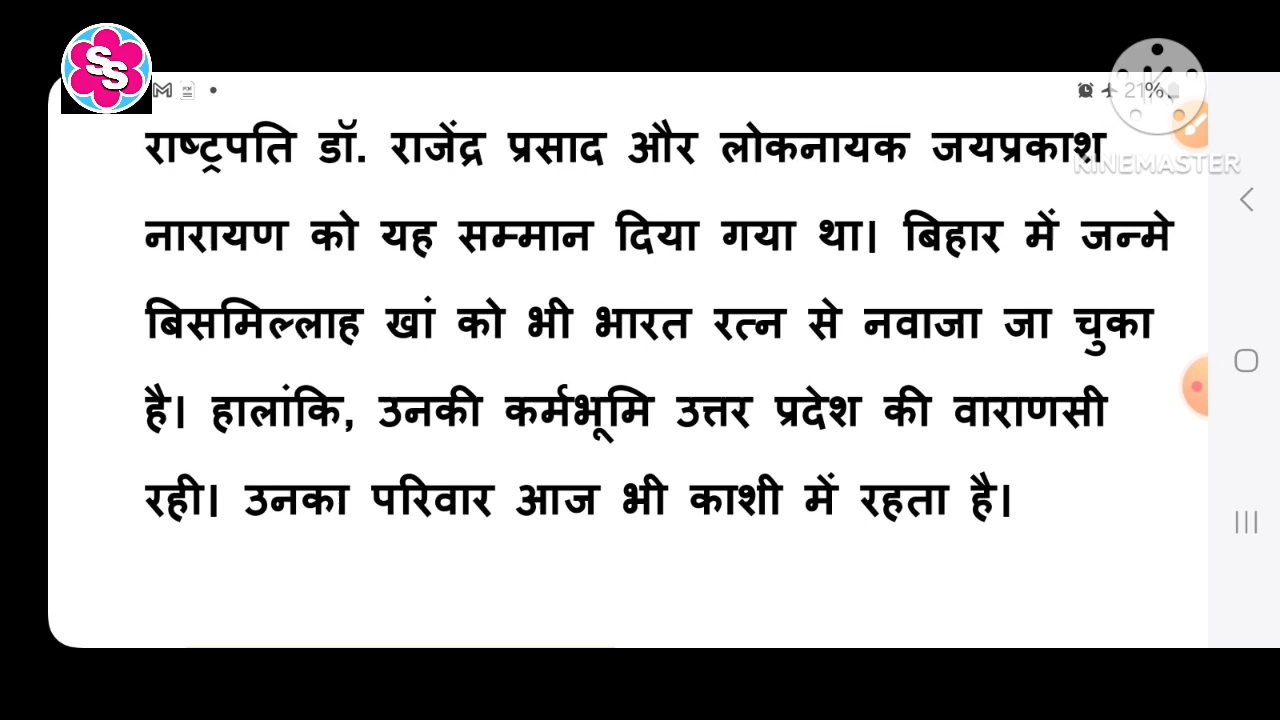 SS
21%
राष्ट्रपति डॉ. राजेंद्र प्रसाद और लोकनायक जयप्रकाश
KINEMASTER
नारायण को यह सम्मान दिया गया था। बिहार में जन्मे
बिसमिल्लाह खां को भी भारत रत्न से नवाजा जा चुका
है। हालांकि, उनकी कर्मभूमि उत्तर प्रदेश की वाराणसी
रही। उनका परिवार आज भी काशी में रहता है।